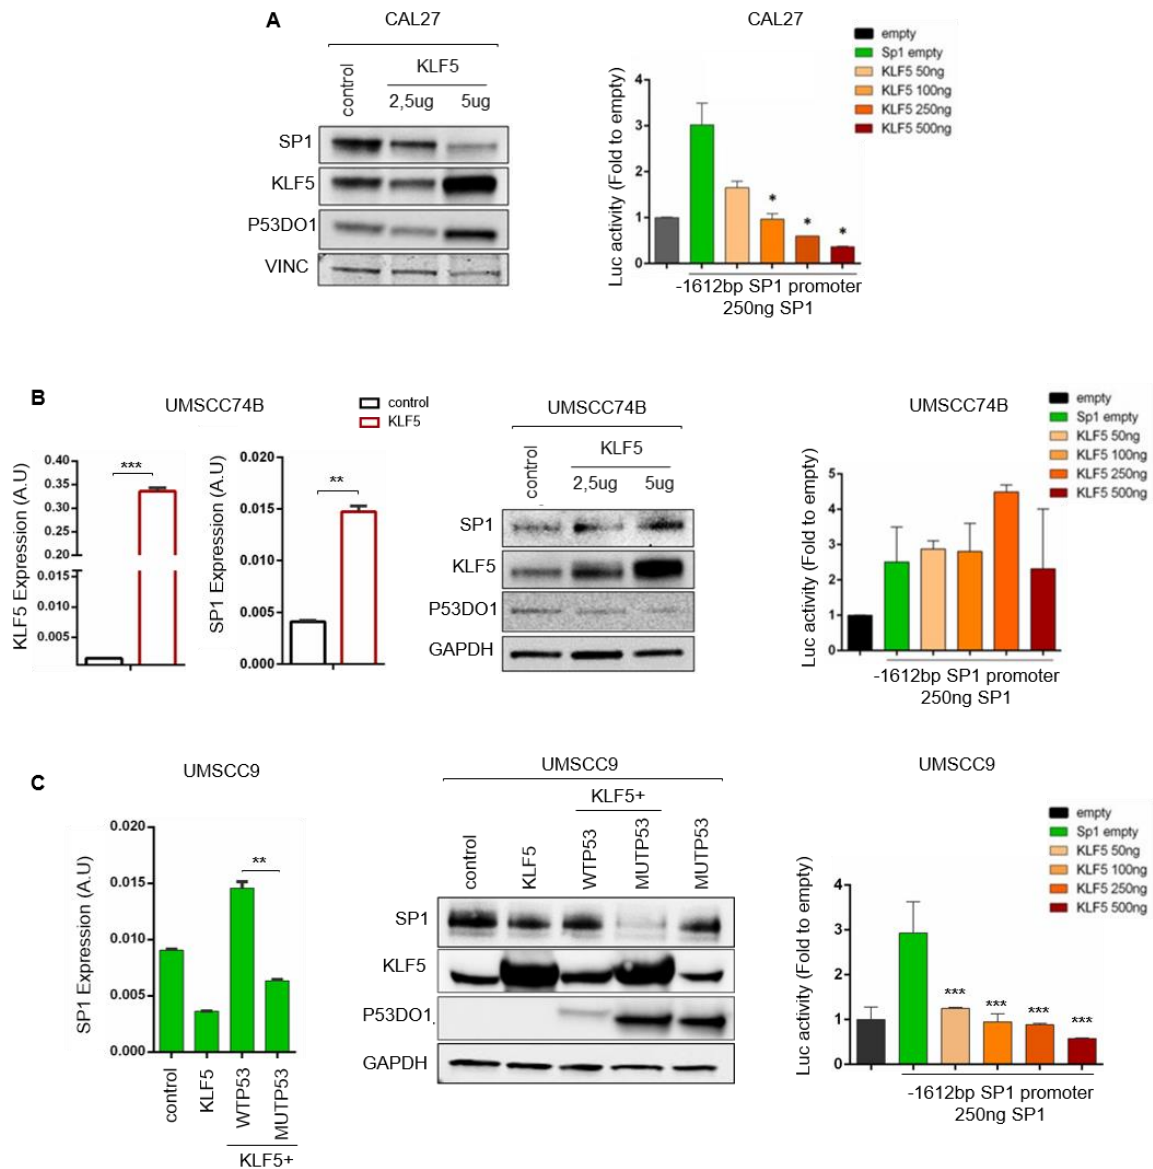 A
CAL27
control
KLF5
2,5ug
5ug
SP1
KLF5
P53DO1
VINC
CAL27
empty
Sp1 empty
KLF5 50ng
KLF5 100ng
KLF5 250ng
KLF5 500ng
Luc activity (Fold to empty)
4
3
2
1
0
*
*
*
-1612bp SP1 promoter
250ng SP1
B
UMSCC74B
control
KLF5
KLF5 Expression (A.U)
0.40
0.35
0.30
0.25
0.20
0.015
0.010
0.005
***
SP1 Expression (A.U)
0.020
0.015
0.010
0.005
0.000
**
UMSCC74B
control
KLF5
2,5ug
5ug
SP1
KLF5
P53DO1
GAPDH
UMSCC74B
empty
Sp1 empty
KLF5 50ng
KLF5 100ng
KLF5 250ng
KLF5 500ng
Luc activity (Fold to empty)
5
4
3
2
1
0
-1612bp SP1 promoter
250ng SP1
C
UMSCC9
SP1 Expression (A.U)
0.020
0.015
0.010
0.005
0.000
**
control
KLF5
WTP53
MUTP53
KLF5+
UMSCC9
KLF5+
control
KLF5
WTP53
MUTP53
MUTP53
SP1
KLF5
P53DO1.
GAPDH
UMSCC9
empty
Sp1 empty
KLF5 50ng
KLF5 100ng
KLF5 250ng
KLF5 500ng
Luc activity (Fold to empty)
4
3
2
1
0
***
***
***
***
-1612bp SP1 promoter
250ng SP1